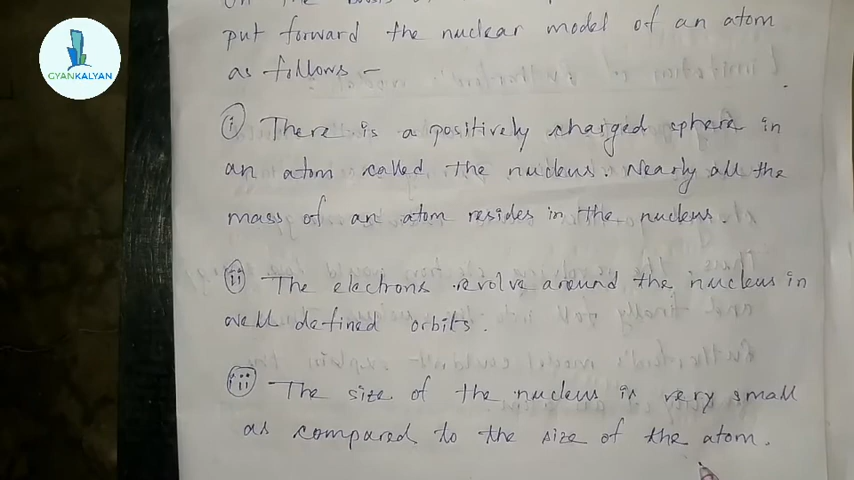 GYANKALYAN
put forward the nuclear model of an atom
as follows -
(i) There is a positively charged sphere in
an atom called the nucleus. Nearly all the
mass of an atom resides in the nucleus.
(ii) The electrons revolve around the nucleus in
well defined orbits.
(iii) The size of the nucleus is very small
as compared to the size of the atom.